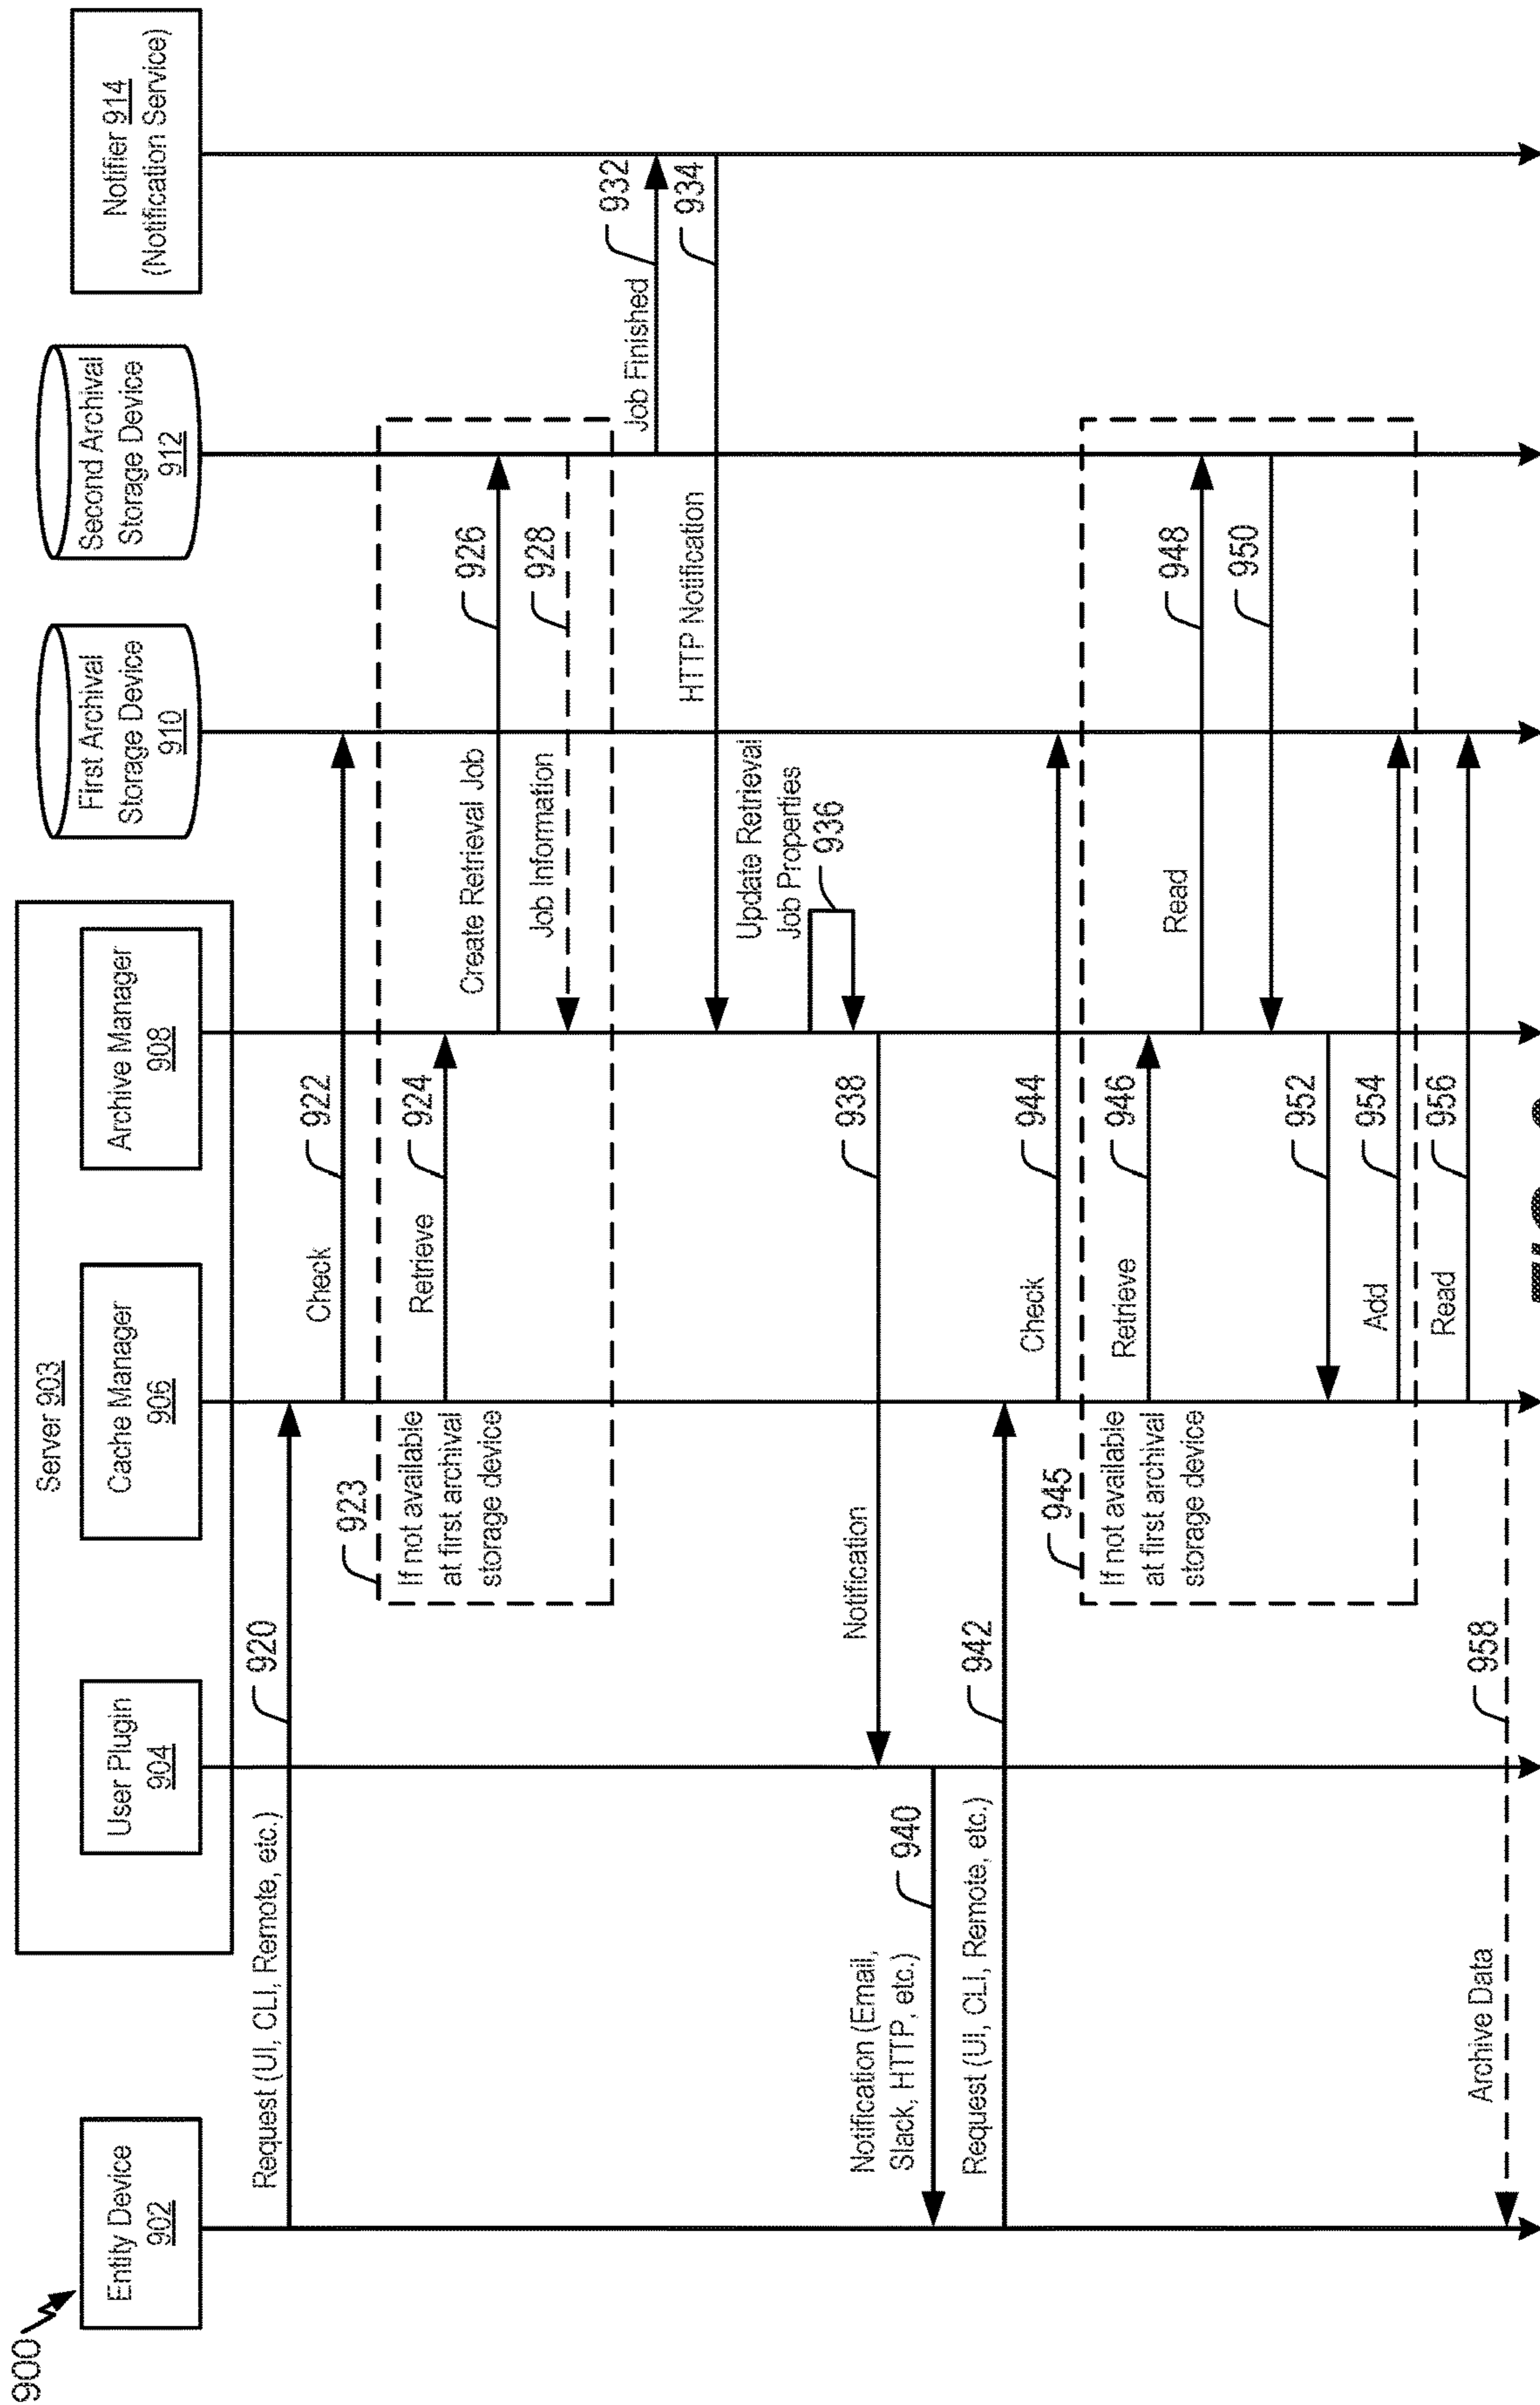 900
Entity Device
902
Server 903
User Plugin
904
Cache Manager
906
Archive Manager
908
First Archival
Storage Device
910
Second Archival
Storage Device
912
Notifier 914
(Notification Service)
Request (UI, CLI, Remote, etc.)
920
Check
922
923
If not available
at first archival
storage device
Retrieve
924
Create Retrieval Job
926
Job Information
928
Job Finished
932
HTTP Notification
934
Update Retrieval
Job Properties
936
Notification
938
Notification (Email,
Slack, HTTP, etc.)
940
Request (UI, CLI, Remote, etc.)
942
Check
944
945
If not available
at first archival
storage device
Retrieve
946
Read
948
950
952
Add
954
Read
956
Archive Data
958